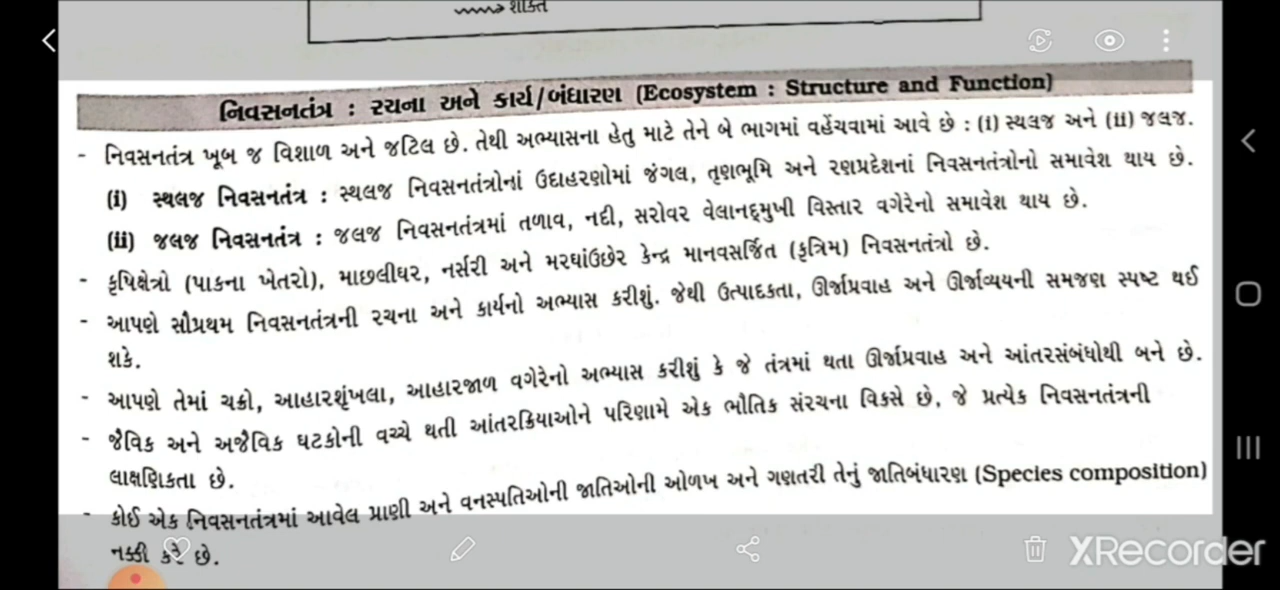 શક્તિ
નિવસનતંત્ર : રચના અને કાર્ય/બંધારણ (Ecosystem : Structure and Function)
- નિવસનતંત્ર ખૂબ જ વિશાળ અને જટિલ છે. તેથી અભ્યાસના હેતુ માટે તેને બે ભાગમાં વહેંચવામાં આવે છે : (i) સ્થલજ અને (ii) જલજ.
(i) સ્થલજ નિવસનતંત્ર : સ્થલજ નિવસનતંત્રોનાં ઉદાહરણોમાં જંગલ, તૃણભૂમિ અને રણપ્રદેશનાં નિવસનતંત્રોનો સમાવેશ થાય છે.
(ii) જલજ નિવસનતંત્ર : જલજ નિવસનતંત્રમાં તળાવ, નદી, સરોવર વેલાનદ્મુખી વિસ્તાર વગેરેનો સમાવેશ થાય છે.
- કૃષિક્ષેત્રો (પાકના ખેતરો), માછલીઘર, નર્સરી અને મરઘાંઉછેર કેન્દ્ર માનવસર્જિત (કૃત્રિમ) નિવસનતંત્રો છે.
- આપણે સૌપ્રથમ નિવસનતંત્રની રચના અને કાર્યનો અભ્યાસ કરીશું. જેથી ઉત્પાદકતા, ઊર્જાપ્રવાહ અને ઊર્જાવ્યયની સમજણ સ્પષ્ટ થઈ
શકે.
- આપણે તેમાં ચક્રો, આહારશૃંખલા, આહારજાળ વગેરેનો અભ્યાસ કરીશું કે જે તંત્રમાં થતા ઊર્જાપ્રવાહ અને આંતરસંબંધોથી બને છે.
- જૈવિક અને અજૈવિક ઘટકોની વચ્ચે થતી આંતરક્રિયાઓને પરિણામે એક ભૌતિક સંરચના વિકસે છે, જે પ્રત્યેક નિવસનતંત્રની
લાક્ષણિકતા છે.
- કોઈ એક નિવસનતંત્રમાં આવેલ પ્રાણી અને વનસ્પતિઓની જાતિઓની ઓળખ અને ગણતરી તેનું જાતિબંધારણ (Species composition)
નક્કી કરે છે.
XRecorder